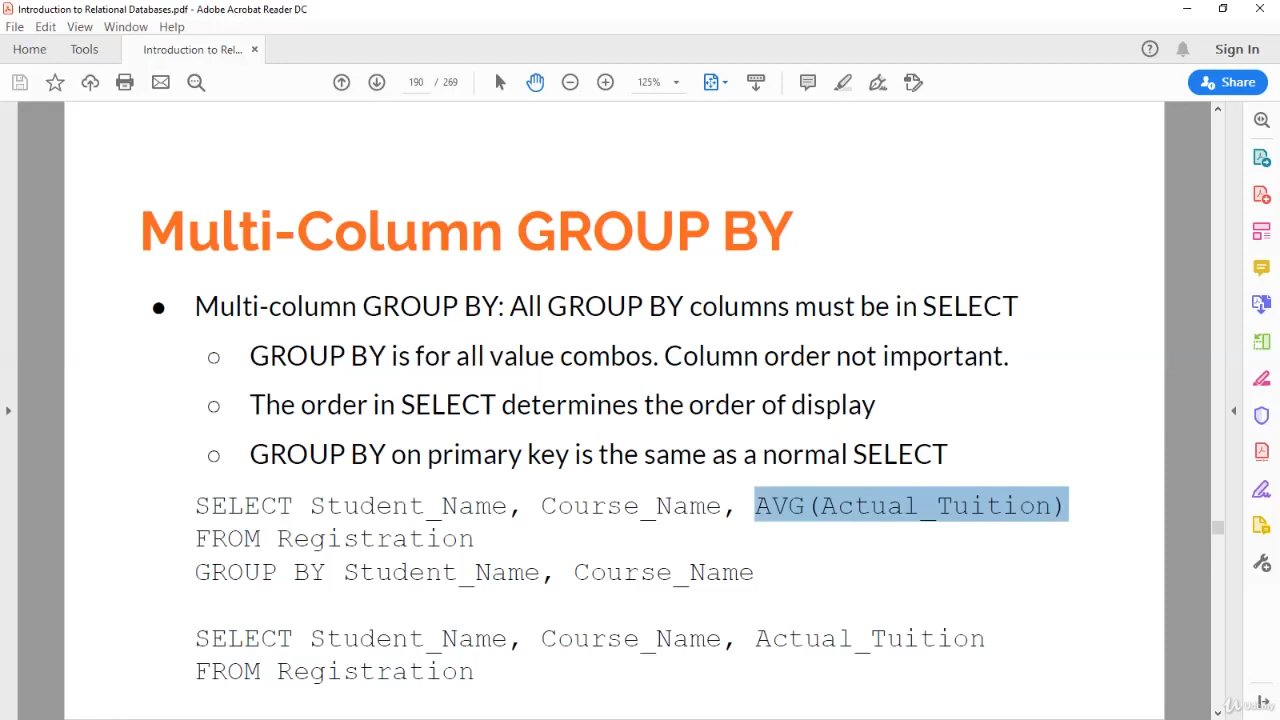 Introduction to Relational Databases.pdf - Adobe Acrobat Reader DC
File Edit View Window Help
Home Tools Introduction to Rel... × Sign In
190 / 269 125% Share
Multi-Column GROUP BY
● Multi-column GROUP BY: All GROUP BY columns must be in SELECT
○ GROUP BY is for all value combos. Column order not important.
○ The order in SELECT determines the order of display
○ GROUP BY on primary key is the same as a normal SELECT
SELECT Student_Name, Course_Name, AVG(Actual_Tuition)
FROM Registration
GROUP BY Student_Name, Course_Name
SELECT Student_Name, Course_Name, Actual_Tuition
FROM Registration
Udemy